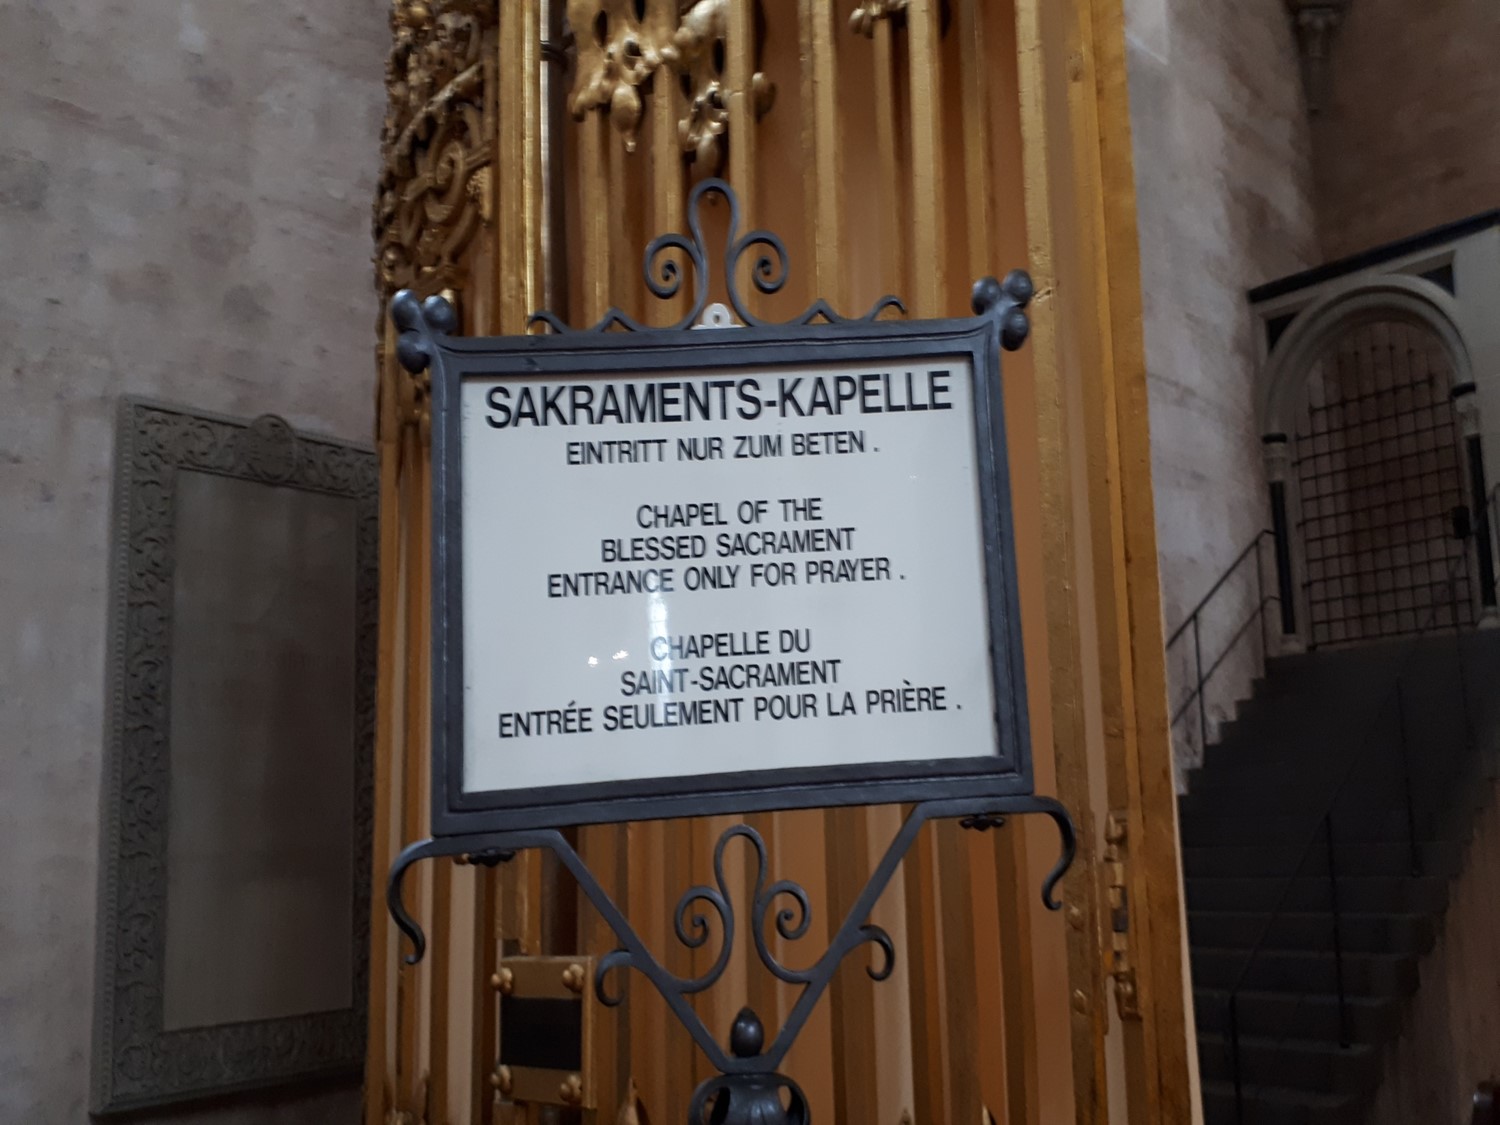 SAKRAMENTS-KAPELLE
EINTRITT NUR ZUM BETEN .
CHAPEL OF THE
BLESSED SACRAMENT
ENTRANCE ONLY FOR PRAYER .
CHAPELLE DU
SAINT-SACRAMENT
ENTRÉE SEULEMENT POUR LA PRIÈRE .